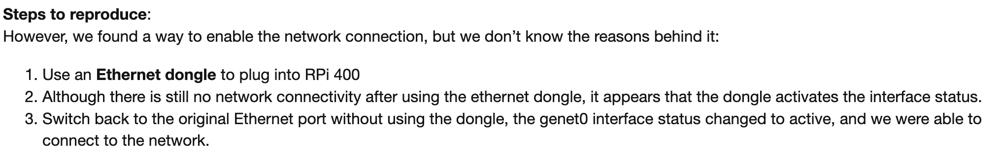 Steps to reproduce:
However, we found a way to enable the network connection, but we don’t know the reasons behind it:
1. Use an Ethernet dongle to plug into RPi 400
2. Although there is still no network connectivity after using the ethernet dongle, it appears that the dongle activates the interface status.
3. Switch back to the original Ethernet port without using the dongle, the genet0 interface status changed to active, and we were able to
connect to the network.